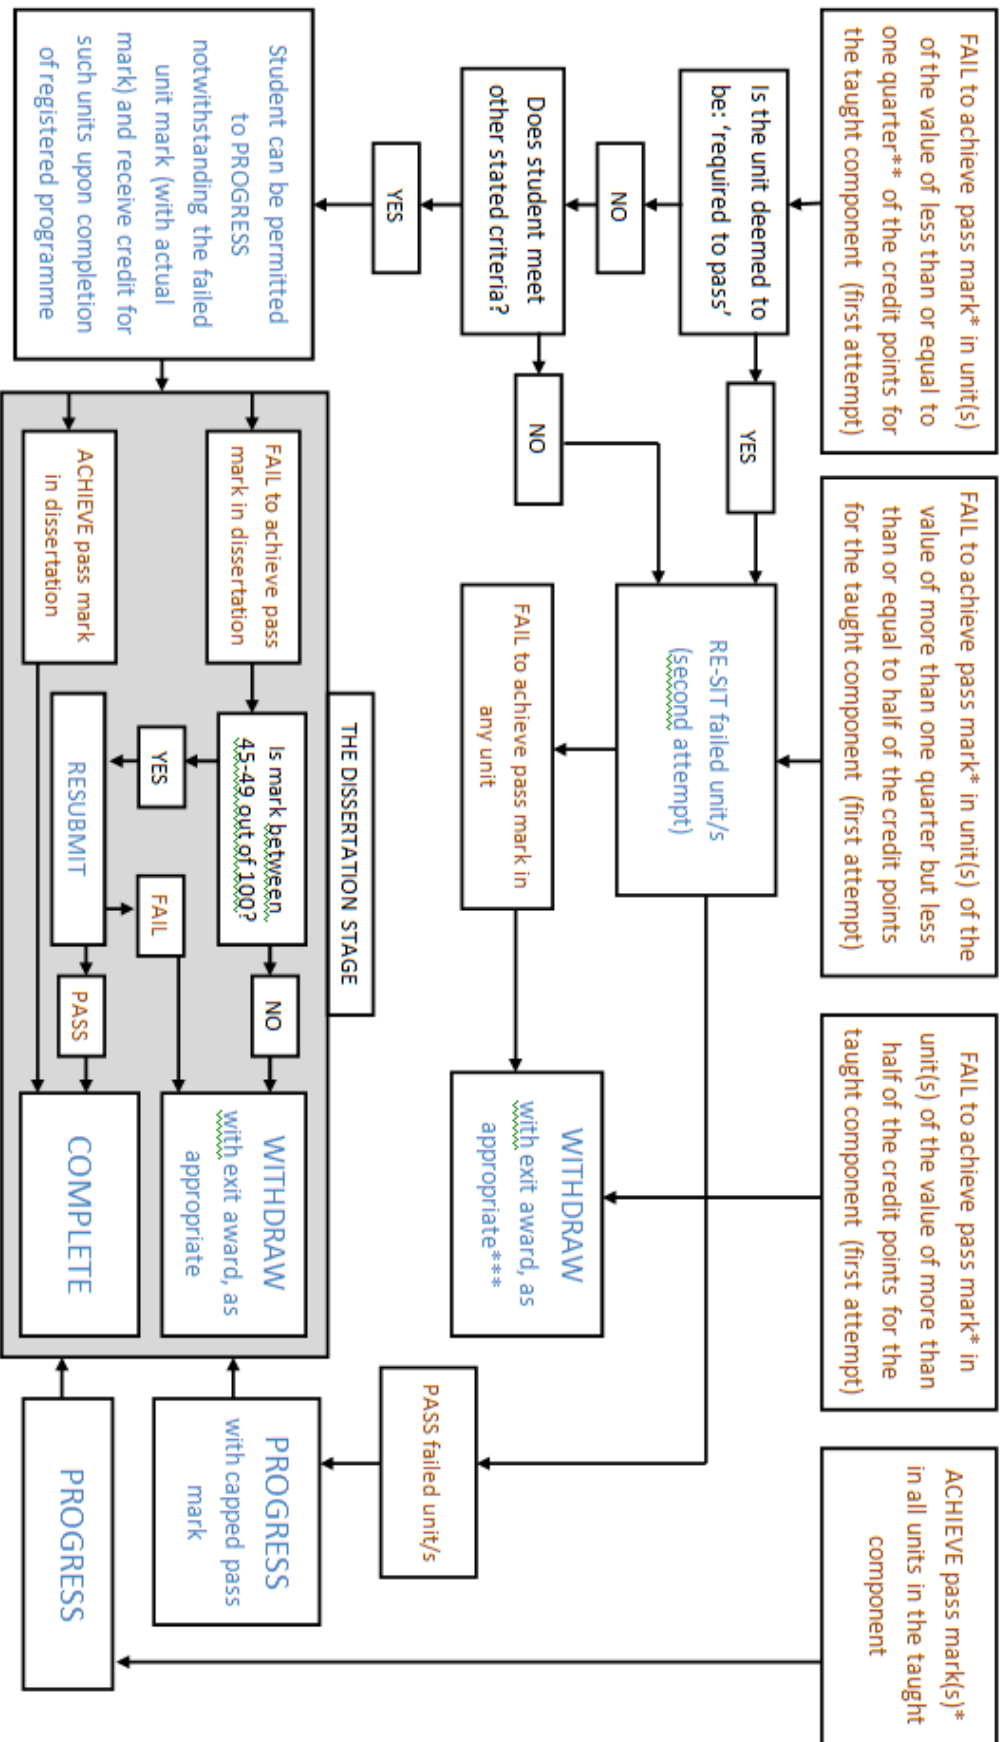 FAIL to achieve pass mark* in unit(s)
of the value of less than or equal to
one quarter** of the credit points for
the taught component (first attempt)
FAIL to achieve pass mark* in unit(s) of the
value of more than one quarter but less
than or equal to half of the credit points
for the taught component (first attempt)
FAIL to achieve pass mark* in
unit(s) of the value of more than
half of the credit points for the
taught component (first attempt)
ACHIEVE pass mark(s)*
in all units in the taught
component
Is the unit deemed to
be: ‘required to pass’
YES
NO
RE-SIT failed unit/s
(second attempt)
Does student meet
other stated criteria?
NO
YES
FAIL to achieve pass mark in
any unit
WITHDRAW
with exit award, as
appropriate***
PASS failed unit/s
Student can be permitted
to PROGRESS
notwithstanding the failed
unit mark (with actual
mark) and receive credit for
such units upon completion
of registered programme
THE DISSERTATION STAGE
FAIL to achieve pass
mark in dissertation
Is mark between
45-49 out of 100?
NO
WITHDRAW
with exit award, as
appropriate
YES
FAIL
ACHIEVE pass mark
in dissertation
RESUBMIT
PASS
COMPLETE
PROGRESS
with capped pass
mark
PROGRESS